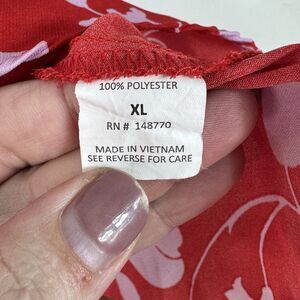 100% POLYESTER
XL
RN # 148770
MADE IN VIETNAM
SEE REVERSE FOR CARE